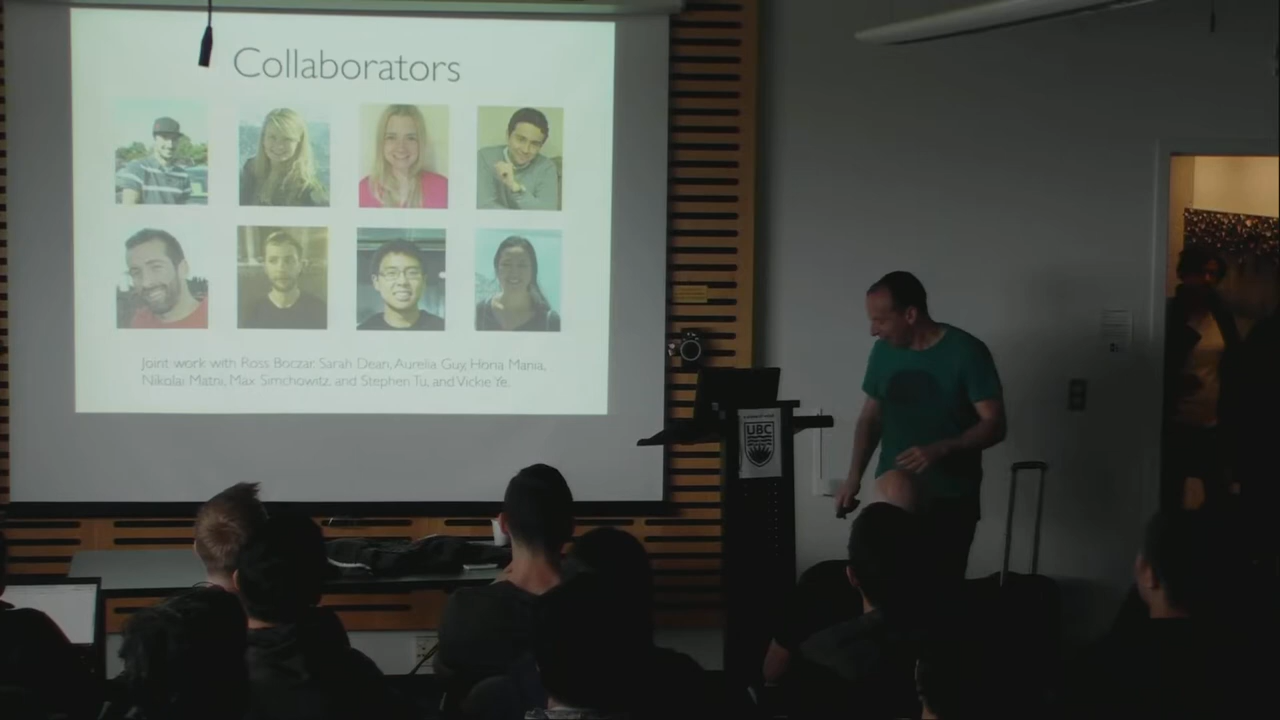 Collaborators
Joint work with Ross Boczar, Sarah Dean, Aurelia Guy, Horia Mania,
Nikolai Matni, Max Simchowitz, and Stephen Tu, and Vickie Ye.
UBC